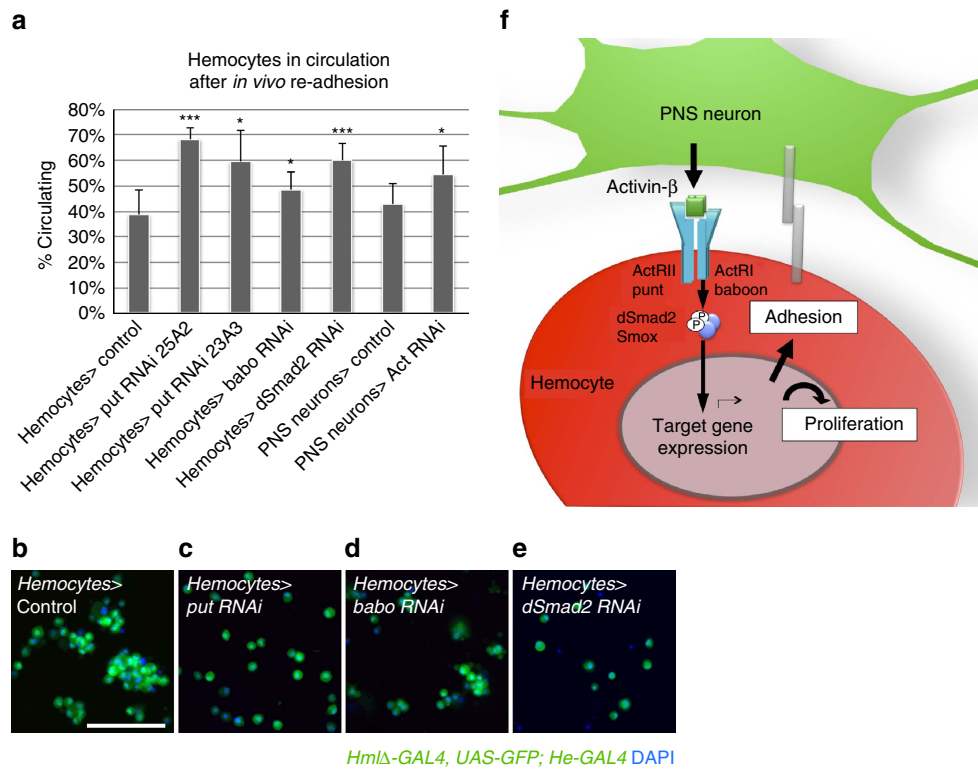 a
Hemocytes in circulation
after in vivo re-adhesion
% Circulating
80%
70%
60%
50%
40%
30%
20%
10%
0%
***
*
*
***
*
Hemocytes> control
Hemocytes> put RNAi 25A2
Hemocytes> put RNAi 23A3
Hemocytes> babo RNAi
Hemocytes> dSmad2 RNAi
PNS neurons> control
PNS neurons> Act RNAi
f
PNS neuron
Activin-β
ActRII
punt
ActRI
baboon
dSmad2
Smox
P
P
Adhesion
Hemocyte
Target gene
expression
Proliferation
b
Hemocytes>
Control
c
Hemocytes>
put RNAi
d
Hemocytes>
babo RNAi
e
Hemocytes>
dSmad2 RNAi
HmlΔ-GAL4, UAS-GFP; He-GAL4 DAPI